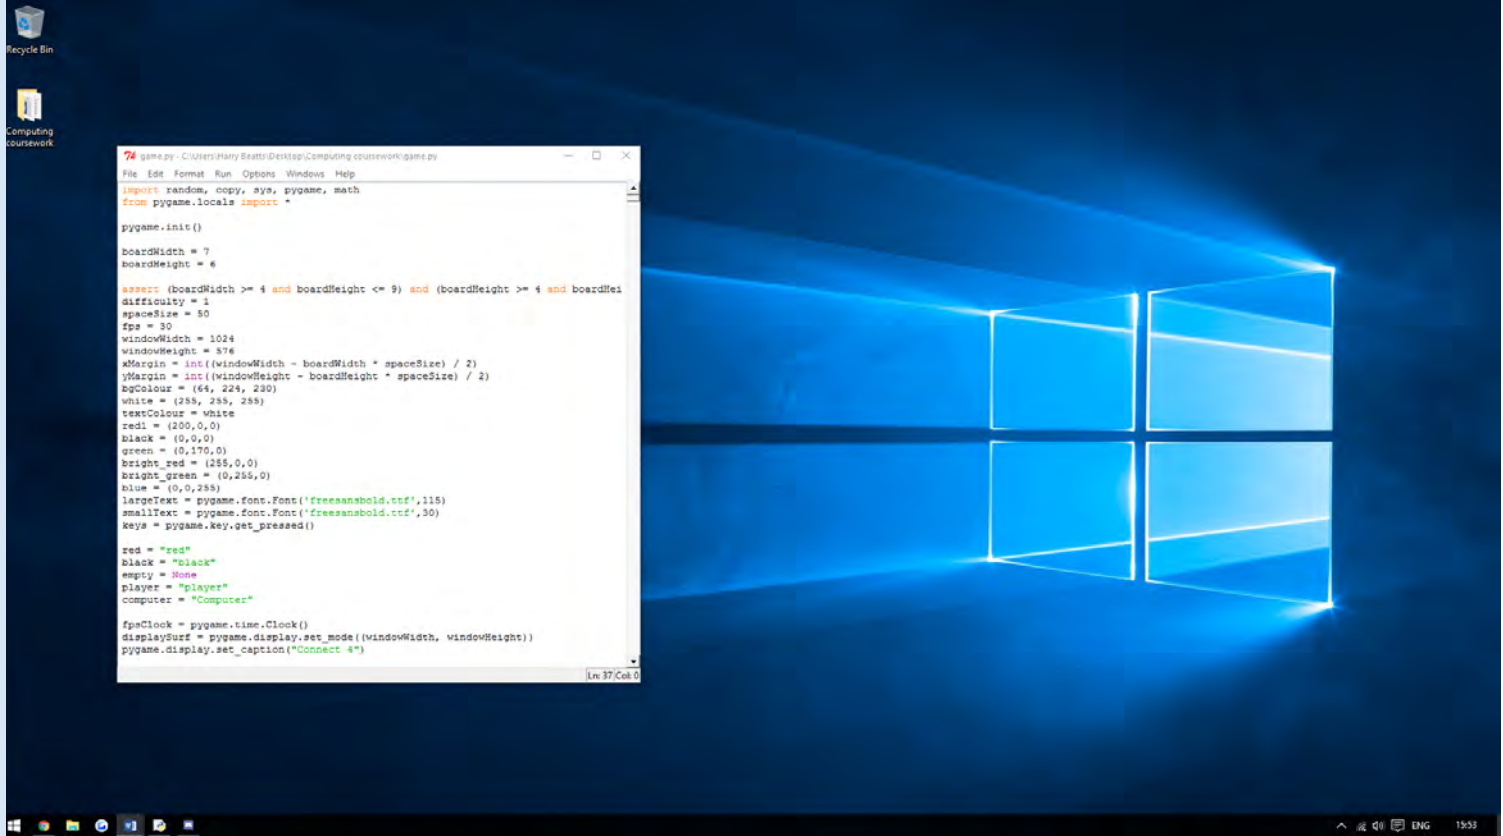 Recycle Bin
Computing
coursework
game.py - C:\Users\Harry Beatts\Desktop\Computing coursework\game.py
File Edit Format Run Options Windows Help
import random, copy, sys, pygame, math
from pygame.locals import *
pygame.init()
boardWidth = 7
boardHeight = 6
assert (boardWidth >= 4 and boardHeight <= 9) and (boardHeight >= 4 and boardHei
difficulty = 1
spaceSize = 50
fps = 30
windowWidth = 1024
windowHeight = 576
xMargin = int((windowWidth - boardWidth * spaceSize) / 2)
yMargin = int((windowHeight - boardHeight * spaceSize) / 2)
bgColour = (64, 224, 230)
white = (255, 255, 255)
textColour = white
red1 = (200,0,0)
black = (0,0,0)
green = (0,170,0)
bright_red = (255,0,0)
bright_green = (0,255,0)
blue = (0,0,255)
largeText = pygame.font.Font('freesansbold.ttf',115)
smallText = pygame.font.Font('freesansbold.ttf',30)
keys = pygame.key.get_pressed()
red = "red"
black = "black"
empty = None
player = "player"
computer = "Computer"
fpsClock = pygame.time.Clock()
displaySurf = pygame.display.set_mode((windowWidth, windowHeight))
pygame.display.set_caption("Connect 4")
Ln: 37 Col: 0
ENG 15:53